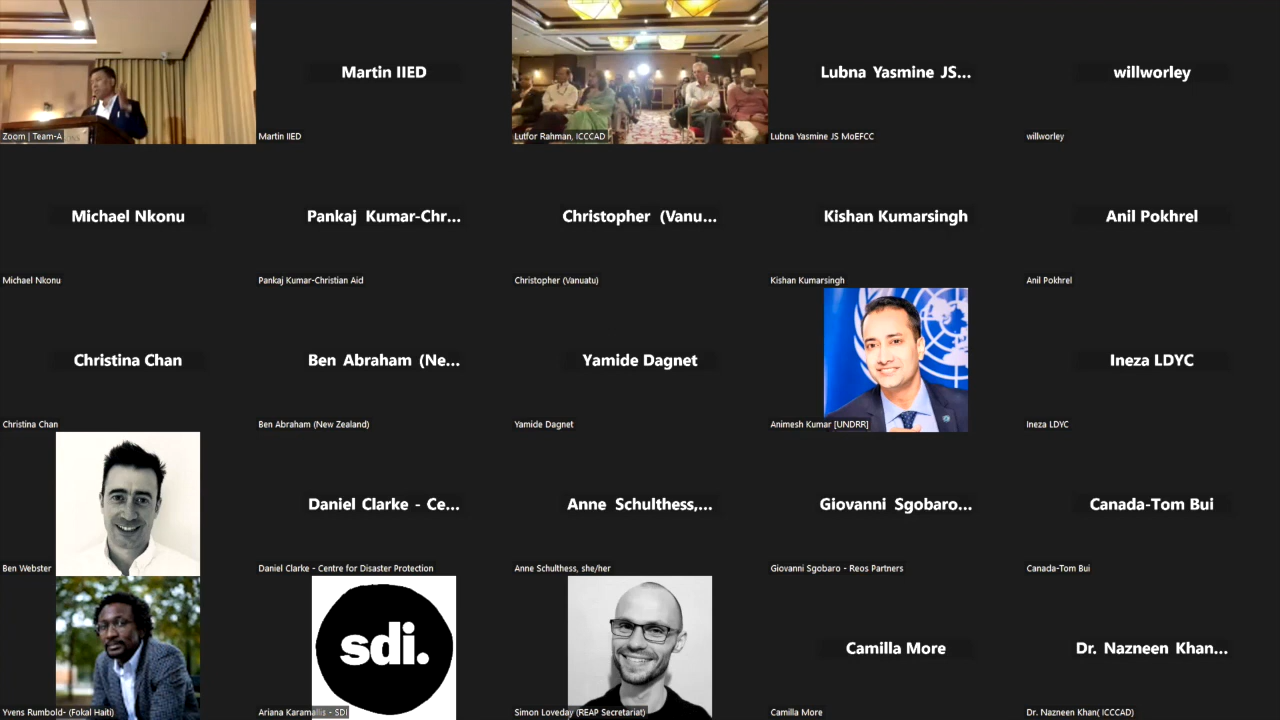 Zoom | Team-A
Martin IIED
Martin IIED
Lutfor Rahman, ICCCAD
Lubna Yasmine JS...
Lubna Yasmine JS MoEFCC
willworley
willworley
Michael Nkonu
Michael Nkonu
Pankaj Kumar-Chr...
Pankaj Kumar-Christian Aid
Christopher (Vanu...
Christopher (Vanuatu)
Kishan Kumarsingh
Kishan Kumarsingh
Anil Pokhrel
Anil Pokhrel
Christina Chan
Christina Chan
Ben Abraham (Ne...
Ben Abraham (New Zealand)
Yamide Dagnet
Yamide Dagnet
Animesh Kumar [UNDRR]
Ineza LDYC
Ineza LDYC
Ben Webster
Daniel Clarke - Ce...
Daniel Clarke - Centre for Disaster Protection
Anne Schulthess,...
Anne Schulthess, she/her
Giovanni Sgobaro...
Giovanni Sgobaro - Reos Partners
Canada-Tom Bui
Canada-Tom Bui
Yvens Rumbold- (Fokal Haiti)
sdi.
Ariana Karamallis - SDI
Simon Loveday (REAP Secretariat)
Camilla More
Camilla More
Dr. Nazneen Khan...
Dr. Nazneen Khan( ICCCAD)